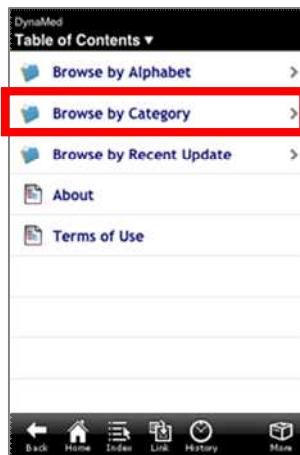 DynaMed
Table of Contents ▼
Browse by Alphabet
Browse by Category
Browse by Recent Update
About
Terms of Use
Back Home Index Link History More